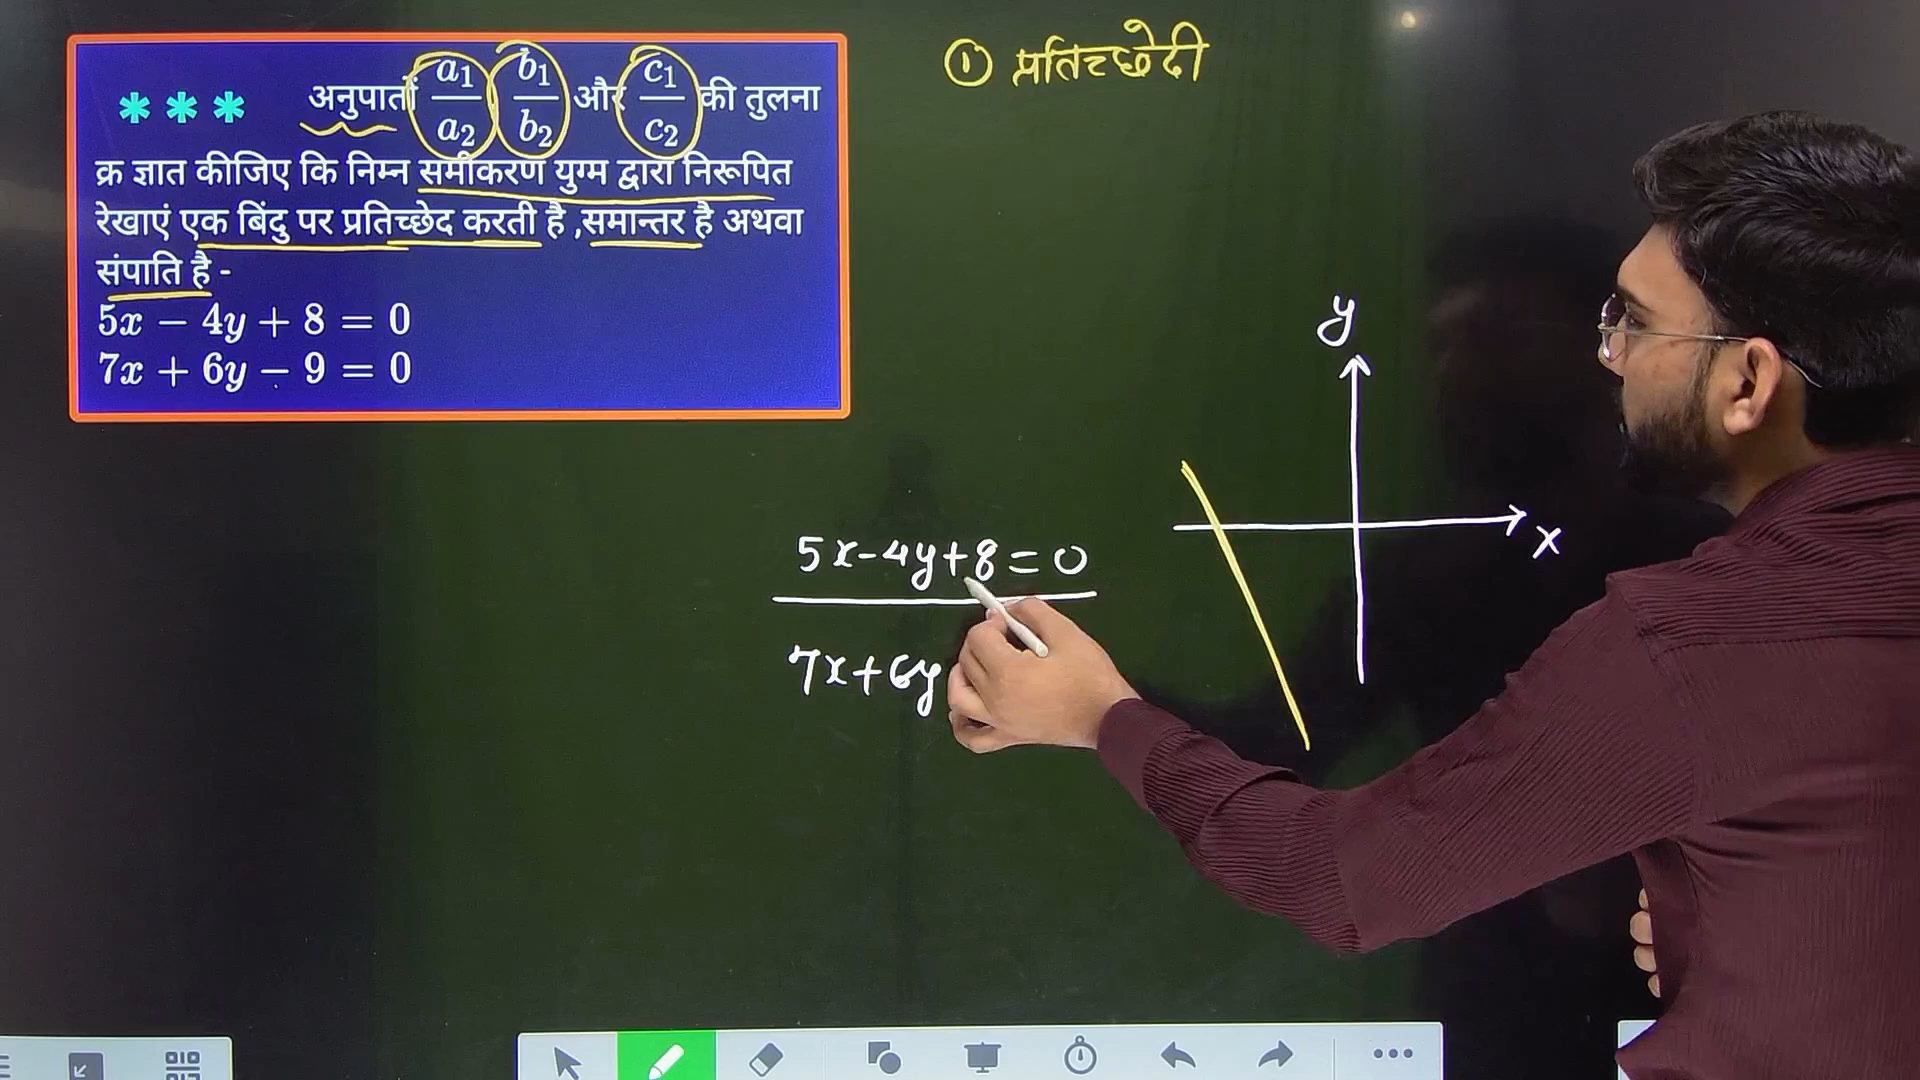 *** अनुपातों a1/a2 b1/b2 और c1/c2 की तुलना
क्र ज्ञात कीजिए कि निम्न समीकरण युग्म द्वारा निरूपित
रेखाएं एक बिंदु पर प्रतिच्छेद करती है ,समान्तर है अथवा
संपाति है -
5x − 4y + 8 = 0
7x + 6y − 9 = 0
① प्रतिच्छेदी
y
x
5x-4y+8=0
7x+6y